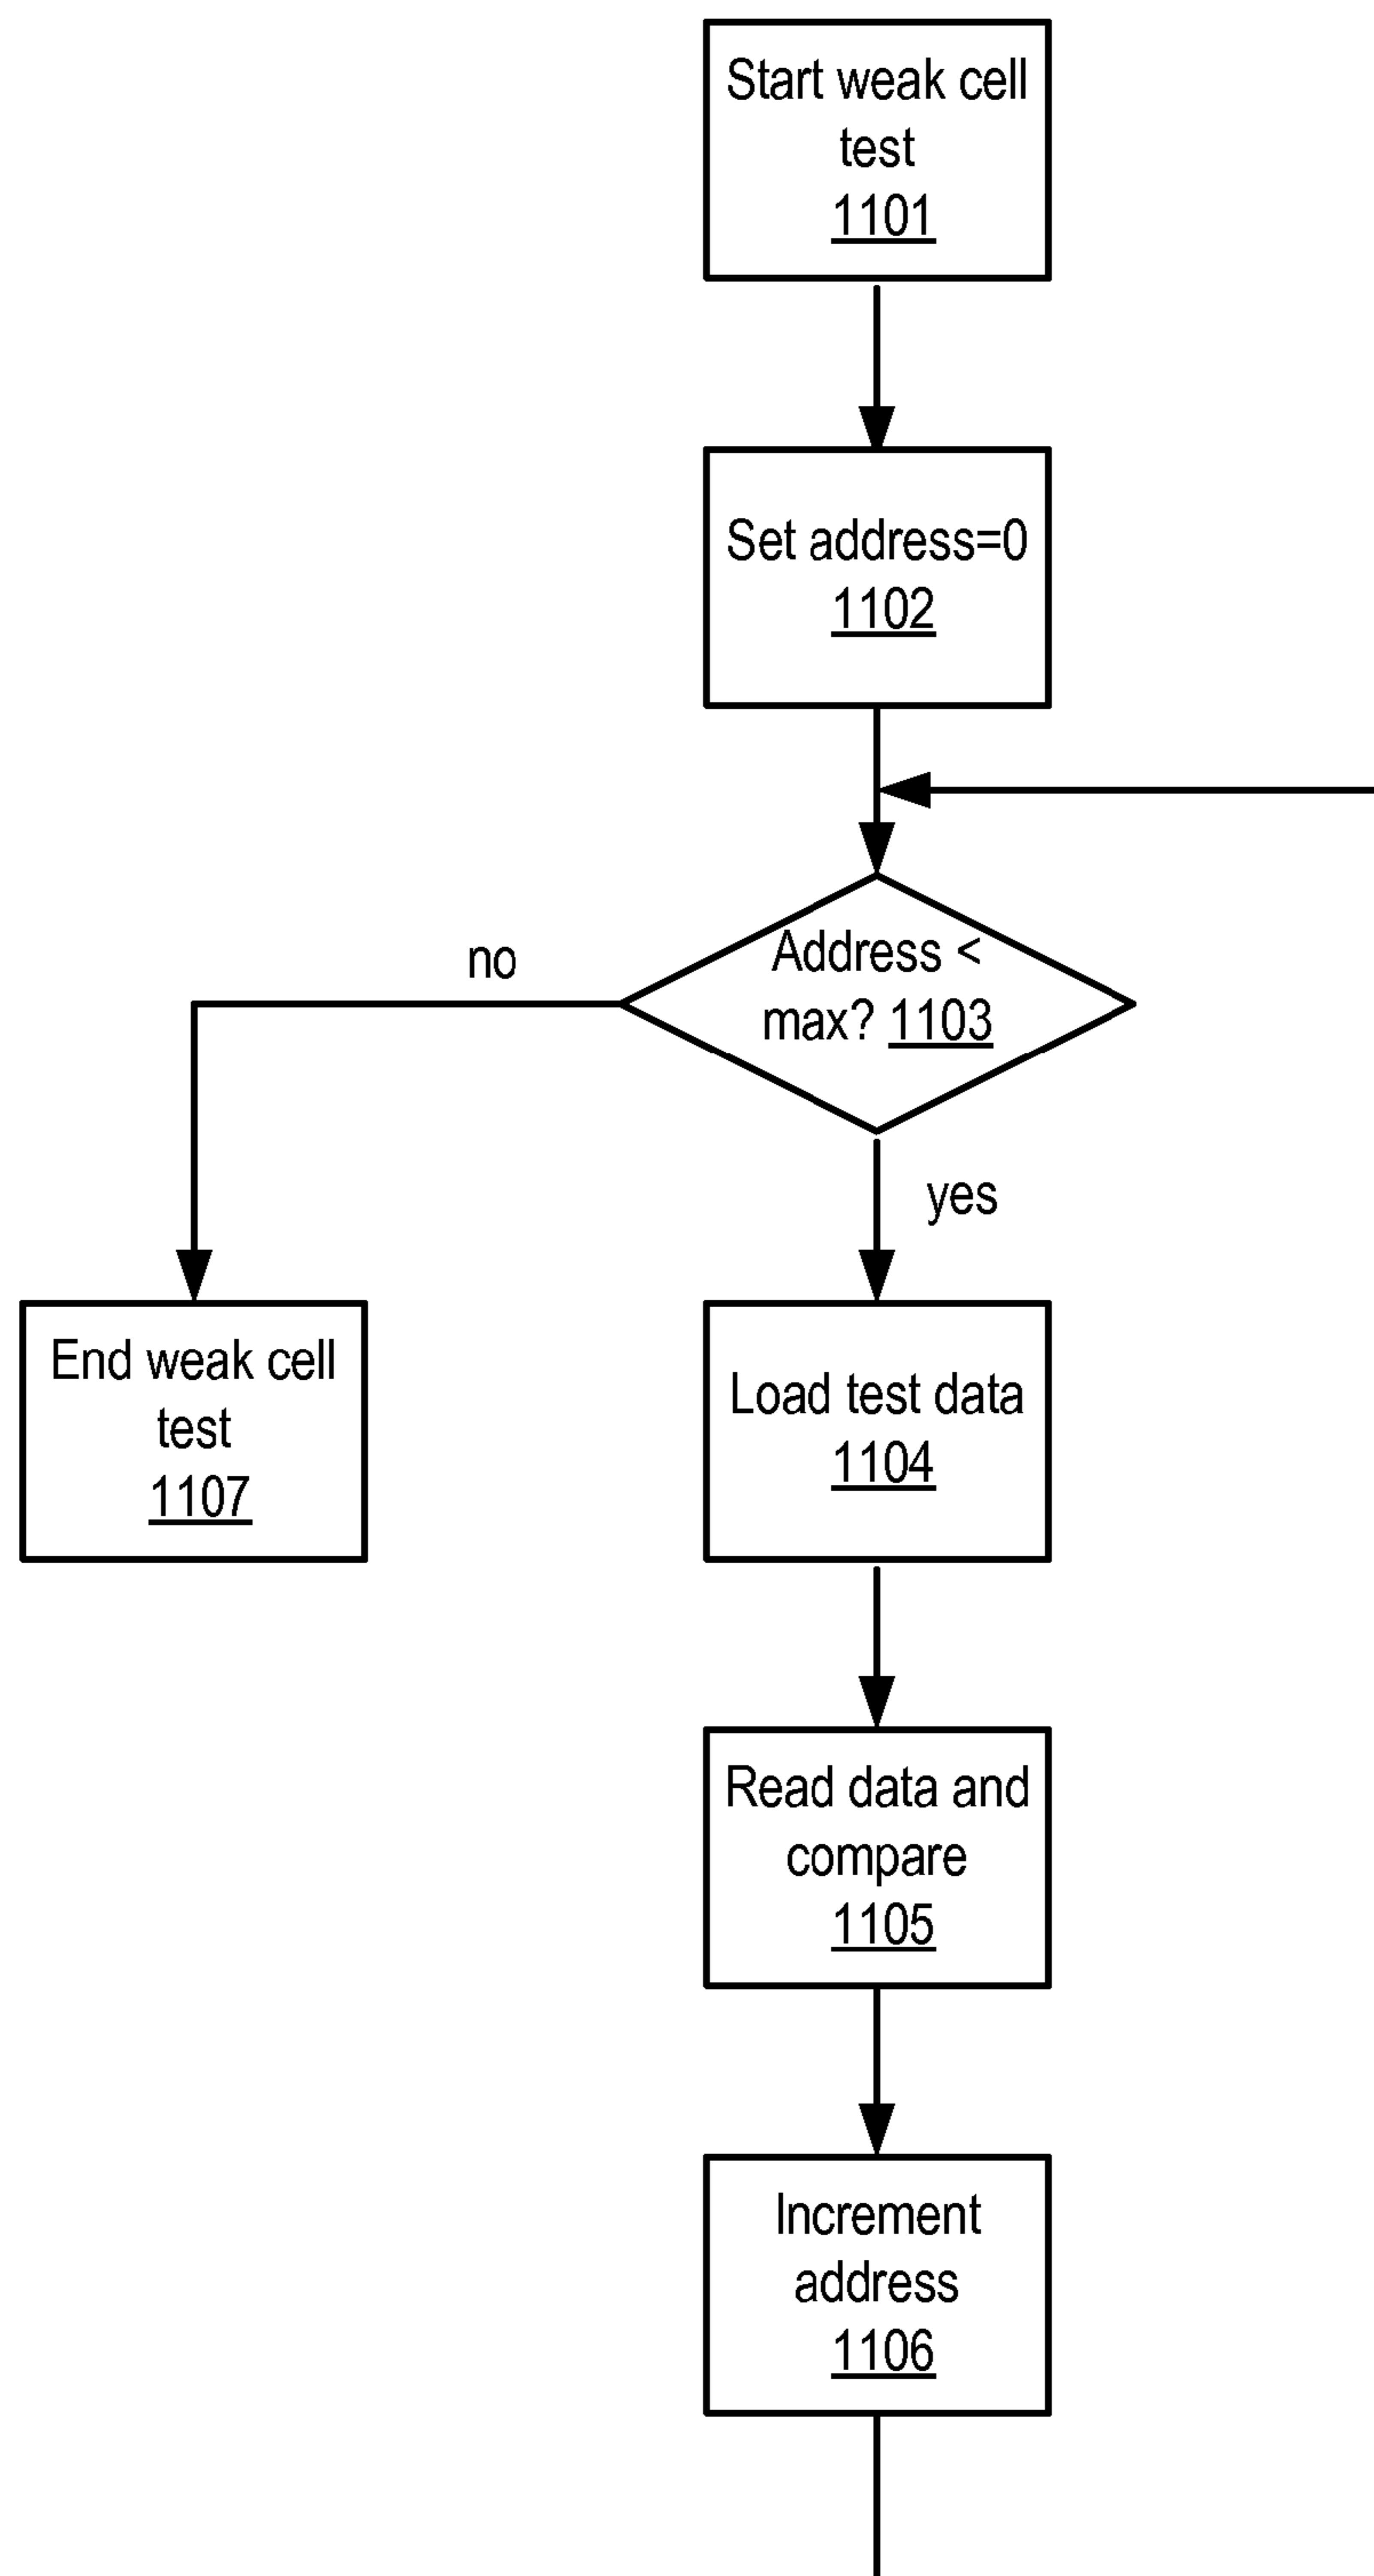 Start weak cell
test
1101
Set address=0
1102
Address <
max? 1103
no
yes
End weak cell
test
1107
Load test data
1104
Read data and
compare
1105
Increment
address
1106